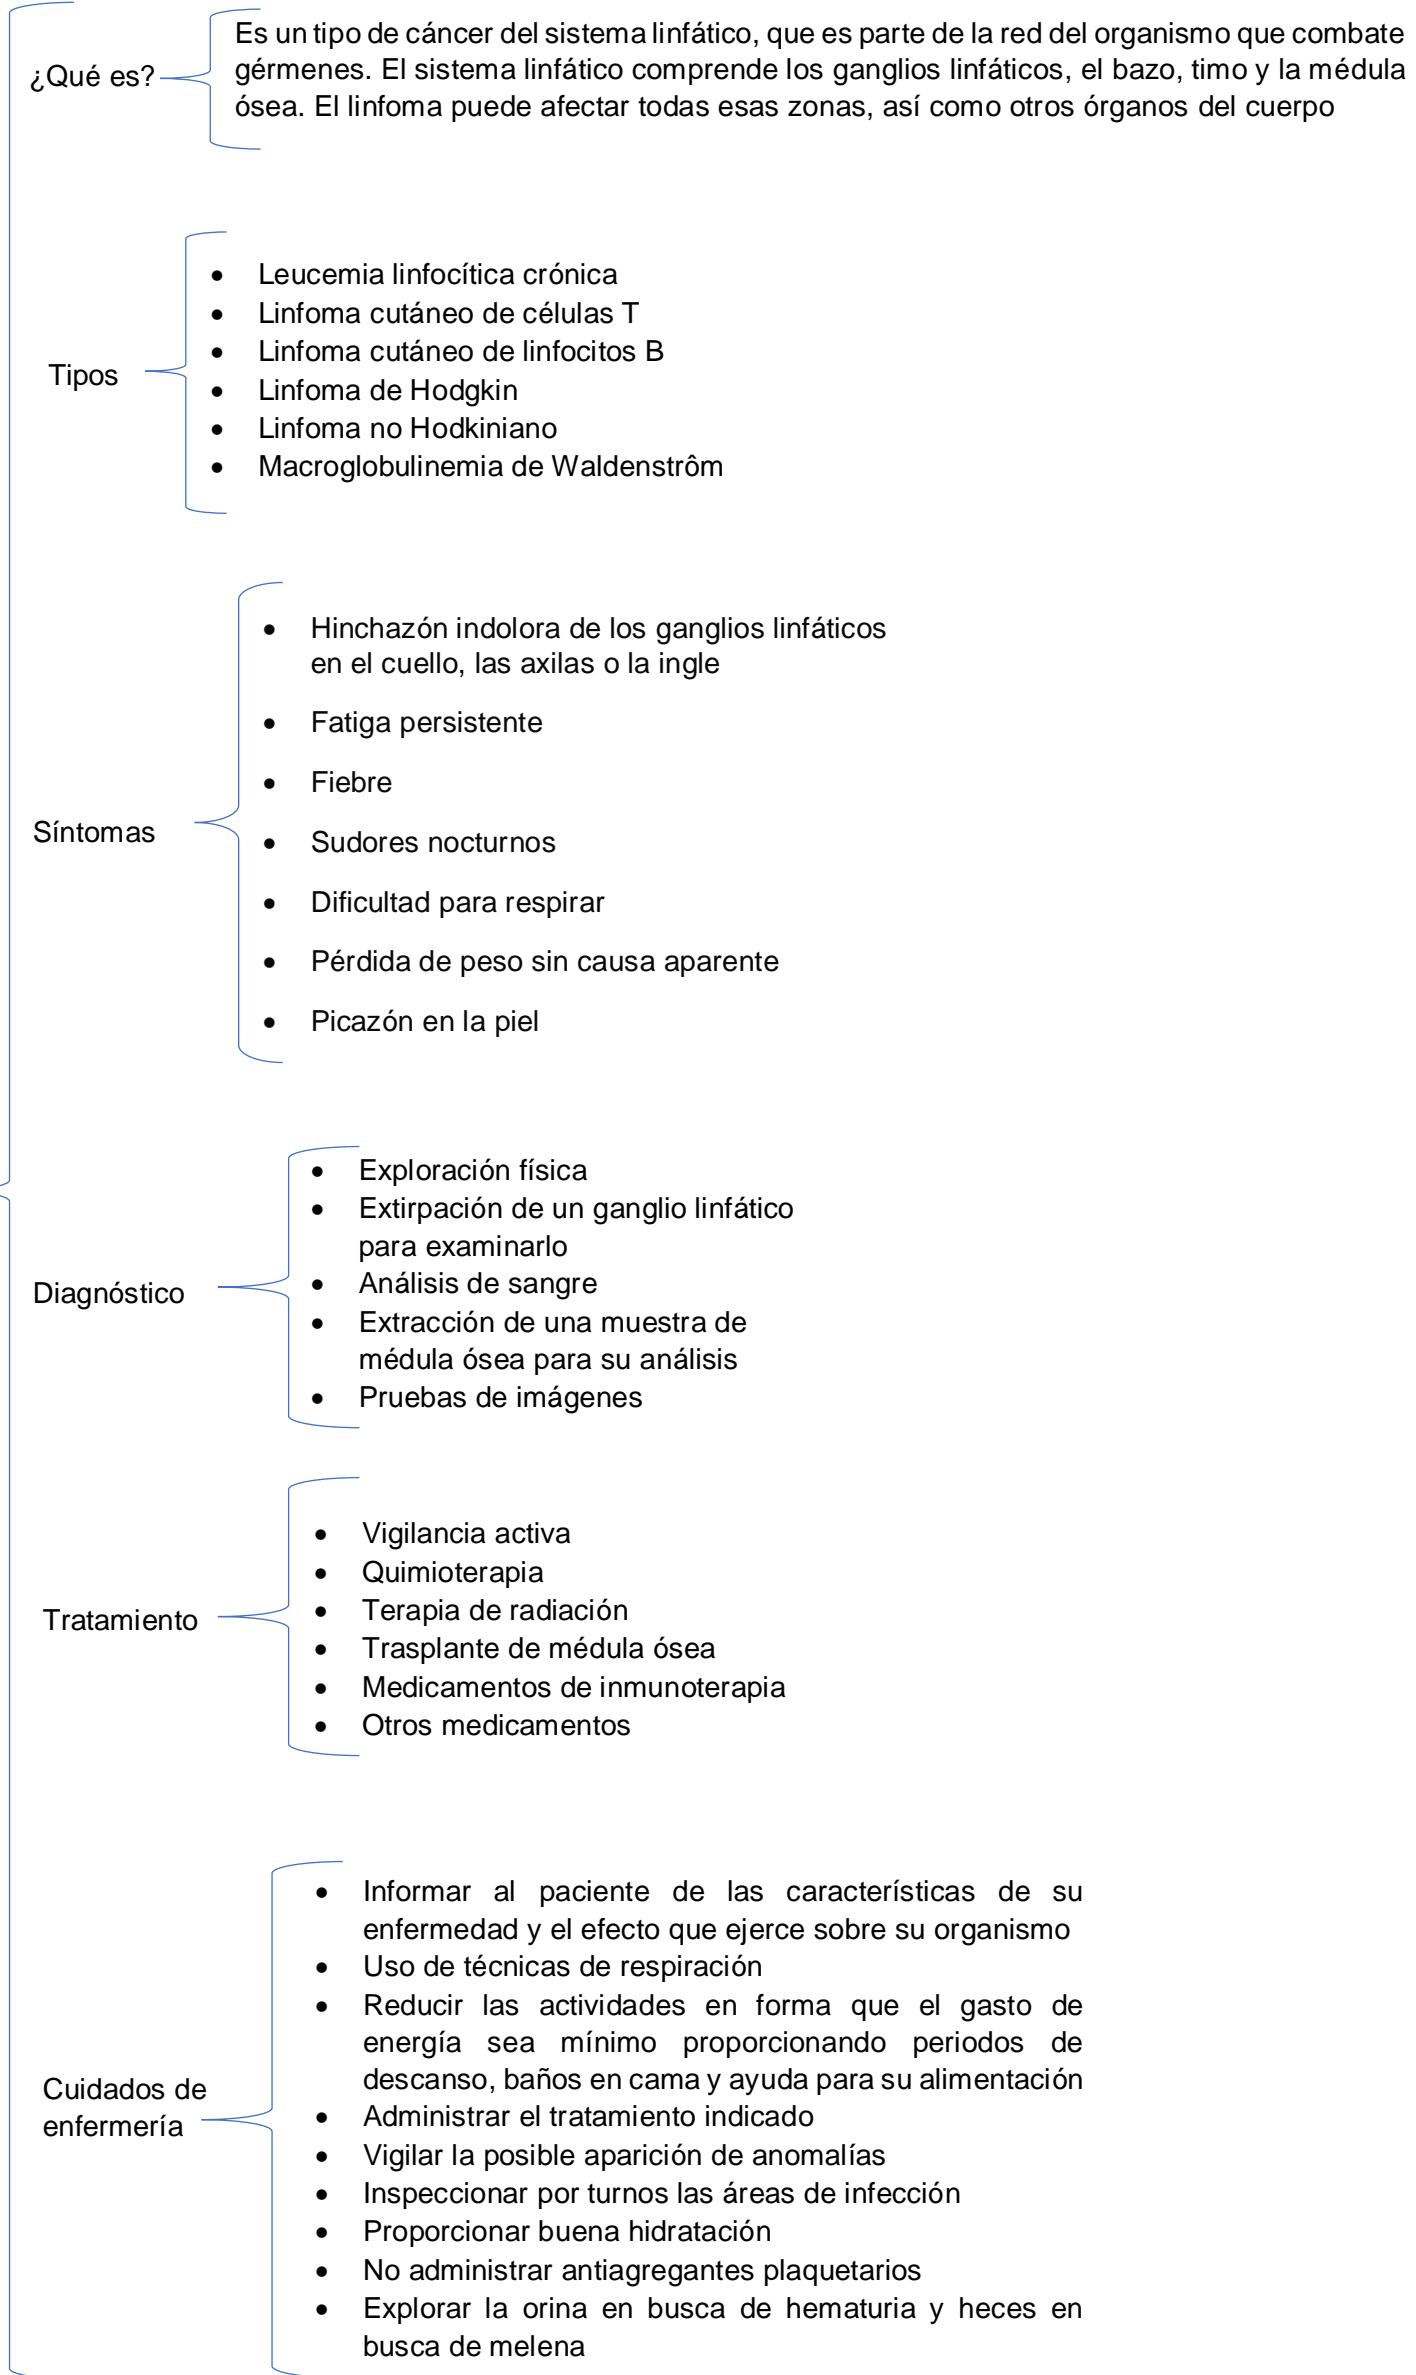 ¿Qué es?
Es un tipo de cáncer del sistema linfático, que es parte de la red del organismo que combate
gérmenes. El sistema linfático comprende los ganglios linfáticos, el bazo, timo y la médula
ósea. El linfoma puede afectar todas esas zonas, así como otros órganos del cuerpo
Tipos
• Leucemia linfocítica crónica
• Linfoma cutáneo de células T
• Linfoma cutáneo de linfocitos B
• Linfoma de Hodgkin
• Linfoma no Hodkiniano
• Macroglobulinemia de Waldenstrôm
Síntomas
• Hinchazón indolora de los ganglios linfáticos
en el cuello, las axilas o la ingle
• Fatiga persistente
• Fiebre
• Sudores nocturnos
• Dificultad para respirar
• Pérdida de peso sin causa aparente
• Picazón en la piel
Diagnóstico
• Exploración física
• Extirpación de un ganglio linfático
para examinarlo
• Análisis de sangre
• Extracción de una muestra de
médula ósea para su análisis
• Pruebas de imágenes
Tratamiento
• Vigilancia activa
• Quimioterapia
• Terapia de radiación
• Trasplante de médula ósea
• Medicamentos de inmunoterapia
• Otros medicamentos
Cuidados de
enfermería
• Informar al paciente de las características de su
enfermedad y el efecto que ejerce sobre su organismo
• Uso de técnicas de respiración
• Reducir las actividades en forma que el gasto de
energía sea mínimo proporcionando periodos de
descanso, baños en cama y ayuda para su alimentación
• Administrar el tratamiento indicado
• Vigilar la posible aparición de anomalías
• Inspeccionar por turnos las áreas de infección
• Proporcionar buena hidratación
• No administrar antiagregantes plaquetarios
• Explorar la orina en busca de hematuria y heces en
busca de melena